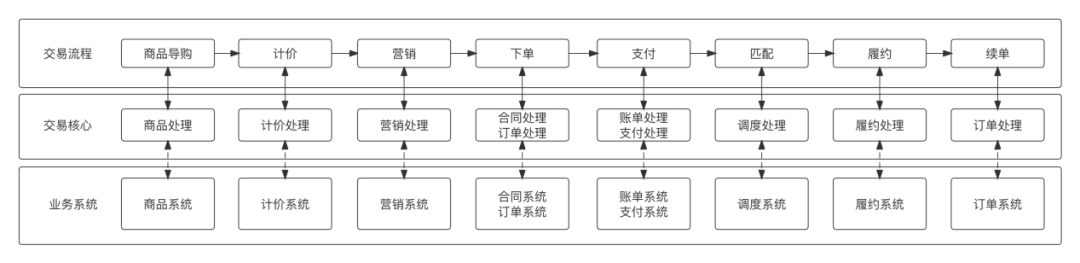 交易流程
商品导购
计价
营销
下单
支付
匹配
履约
续单
交易核心
商品处理
计价处理
营销处理
合同处理
订单处理
账单处理
支付处理
调度处理
履约处理
订单处理
业务系统
商品系统
计价系统
营销系统
合同系统
订单系统
账单系统
支付系统
调度系统
履约系统
订单系统